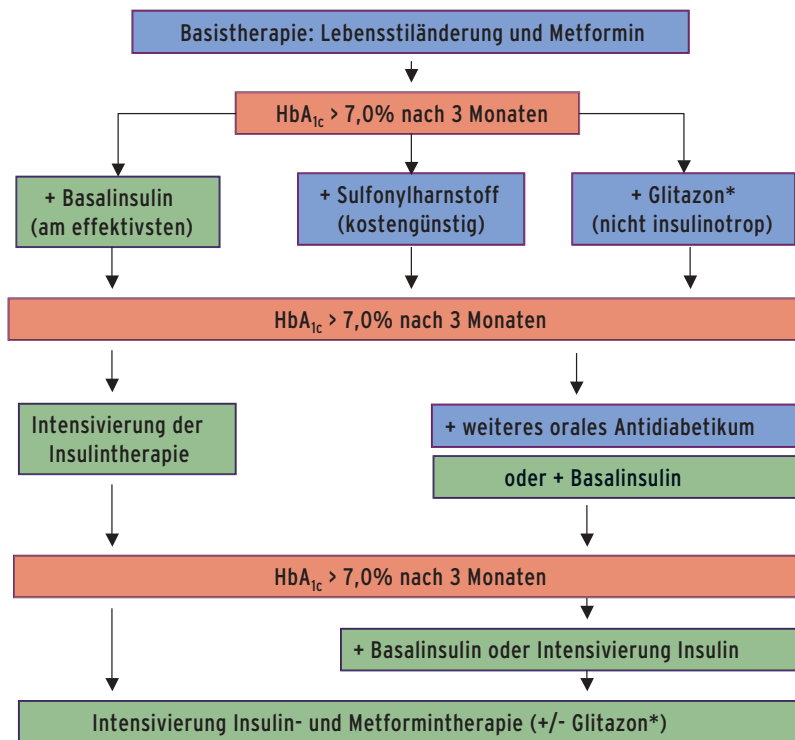 Basistherapie: Lebensstiländerung und Metformin
HbA1c > 7,0% nach 3 Monaten
+ Basalinsulin
(am effektivsten)
+ Sulfonylharnstoff
(kostengünstig)
+ Glitazon*
(nicht insulinotrop)
HbA1c > 7,0% nach 3 Monaten
Intensivierung der
Insulintherapie
+ weiteres orales Antidiabetikum
oder + Basalinsulin
HbA1c > 7,0% nach 3 Monaten
+ Basalinsulin oder Intensivierung Insulin
Intensivierung Insulin- und Metformintherapie (+/- Glitazon*)